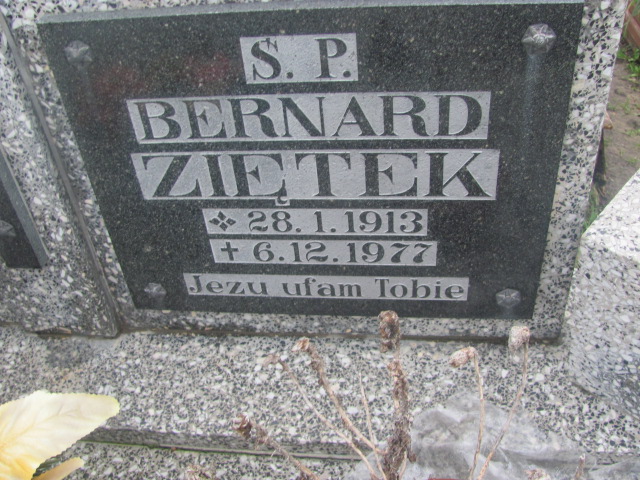 Ś. P.
BERNARD
ZIĘTEK
28.1.1913
✝ 6.12.1977
Jezu ufam Tobie